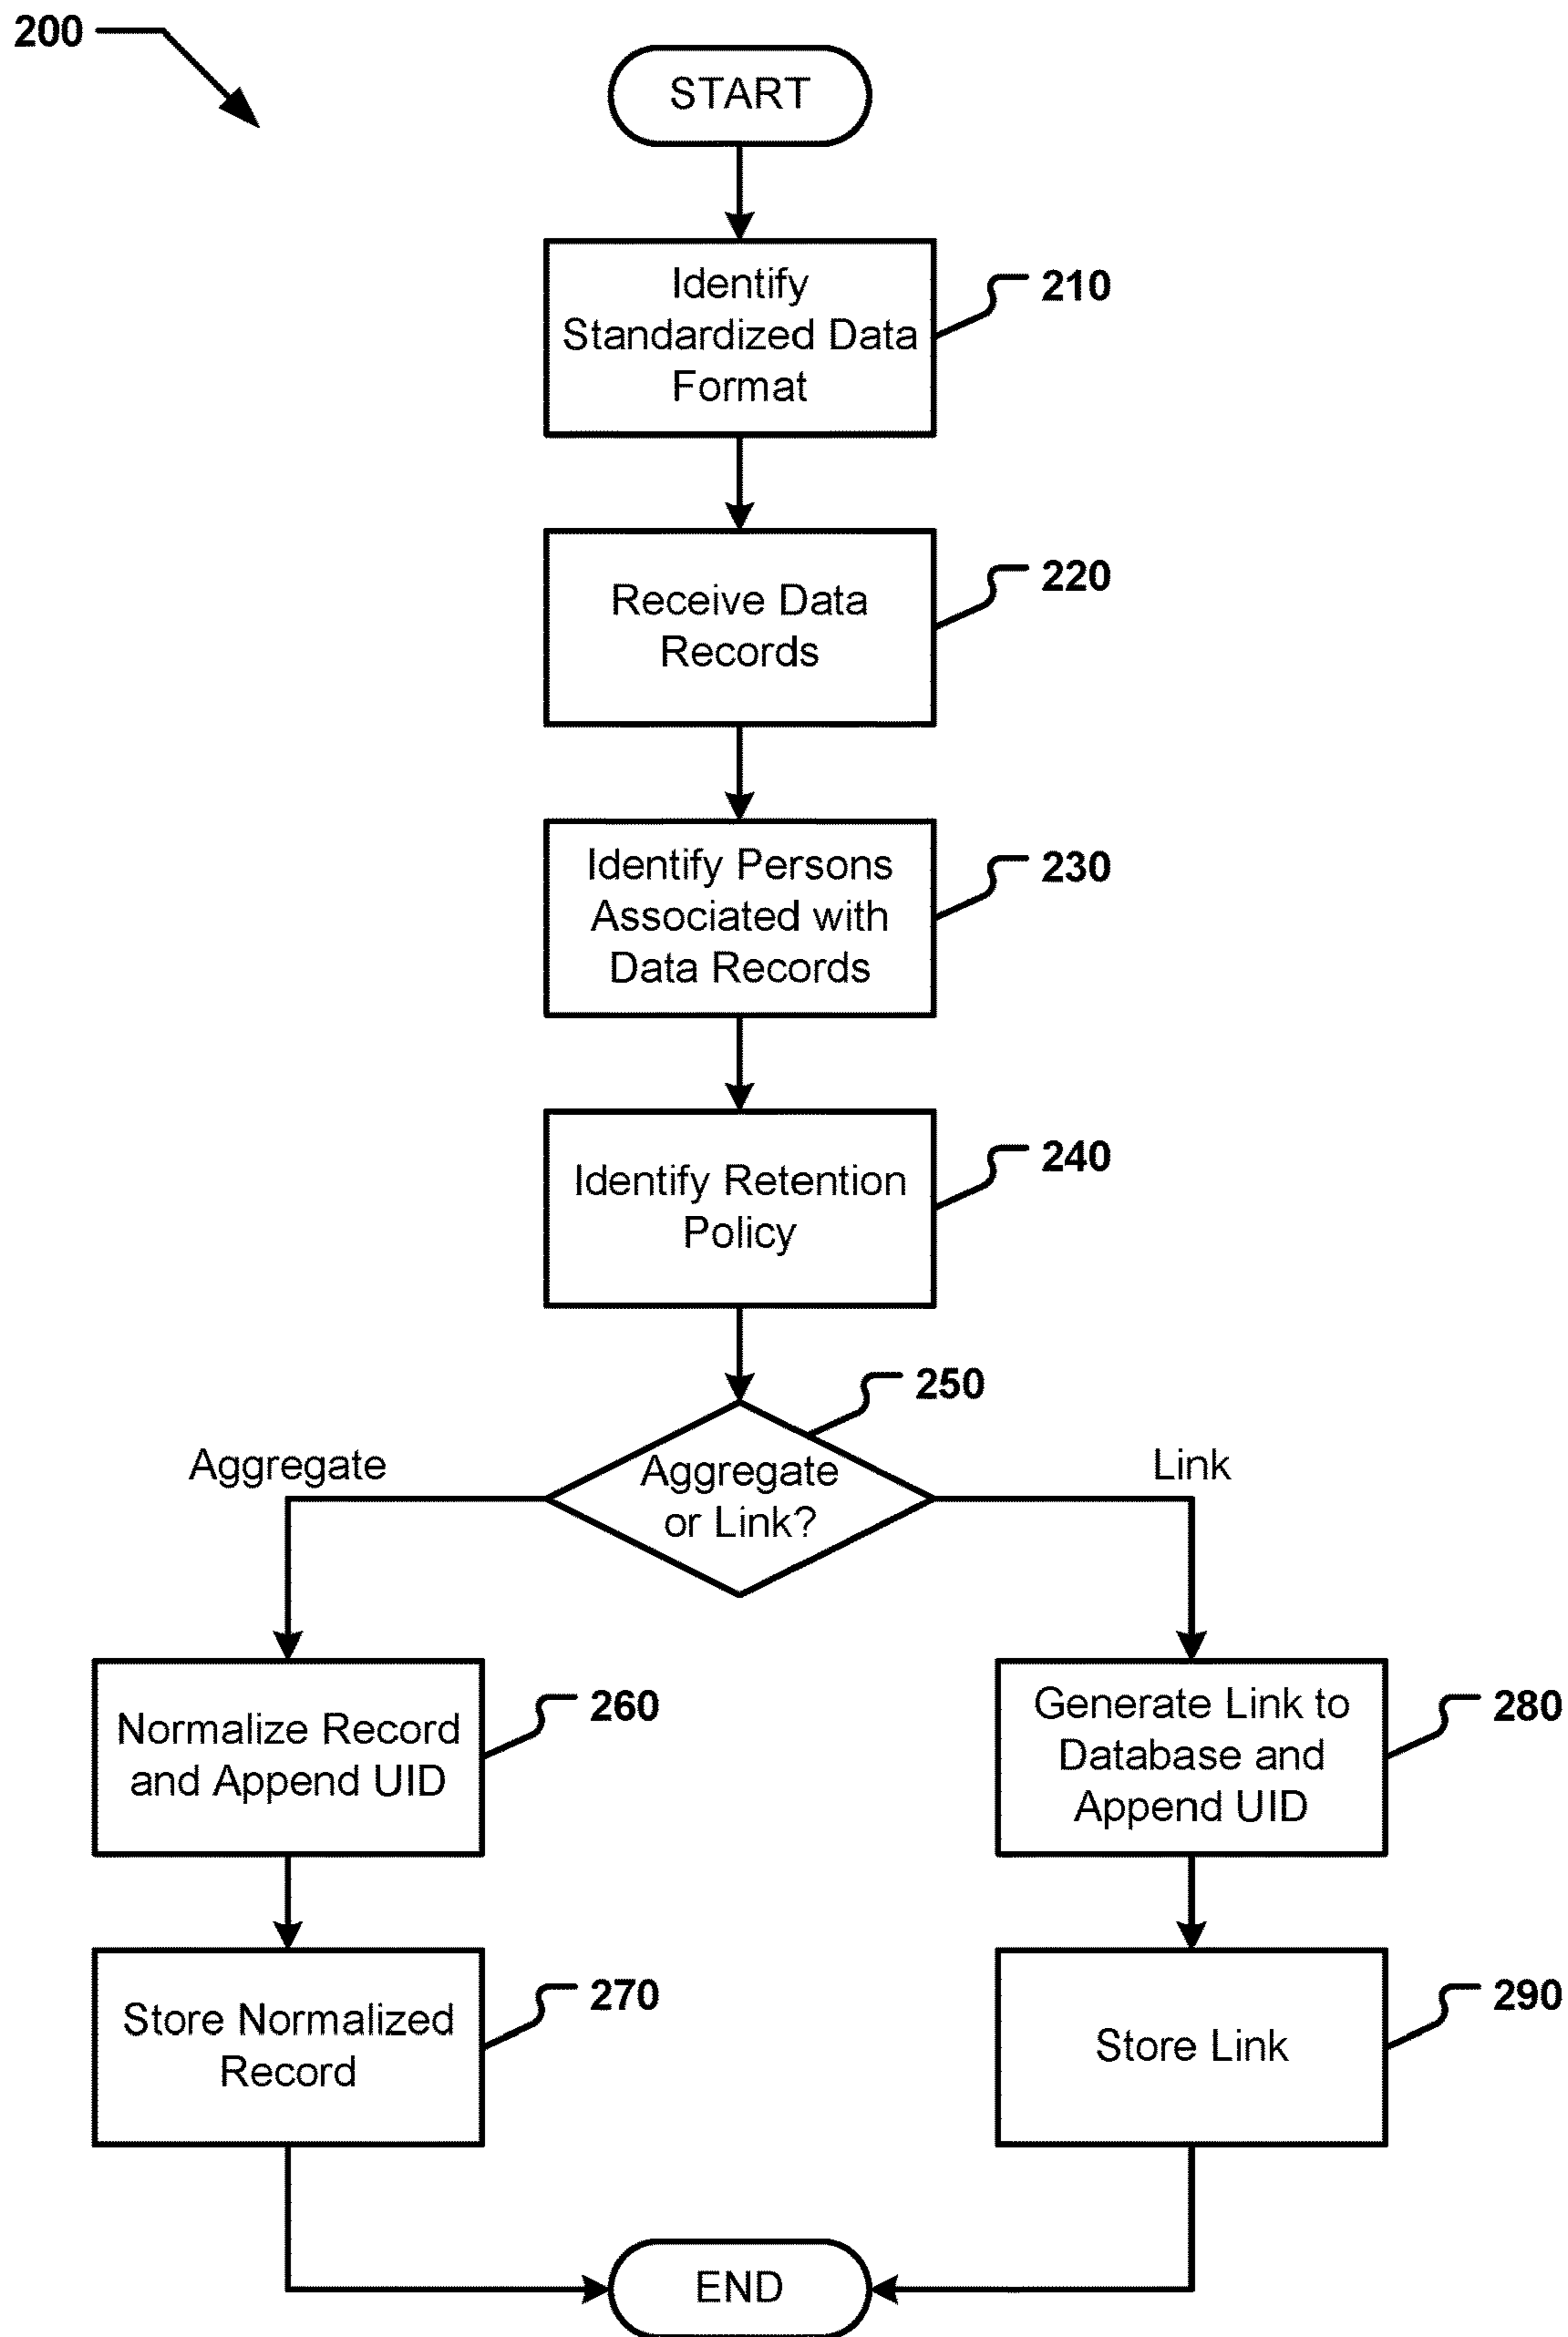 200
START
Identify
Standardized Data
Format
210
Receive Data
Records
220
Identify Persons
Associated with
Data Records
230
Identify Retention
Policy
240
250
Aggregate
Aggregate
or Link?
Link
Normalize Record
and Append UID
260
Generate Link to
Database and
Append UID
280
Store Normalized
Record
270
Store Link
290
END